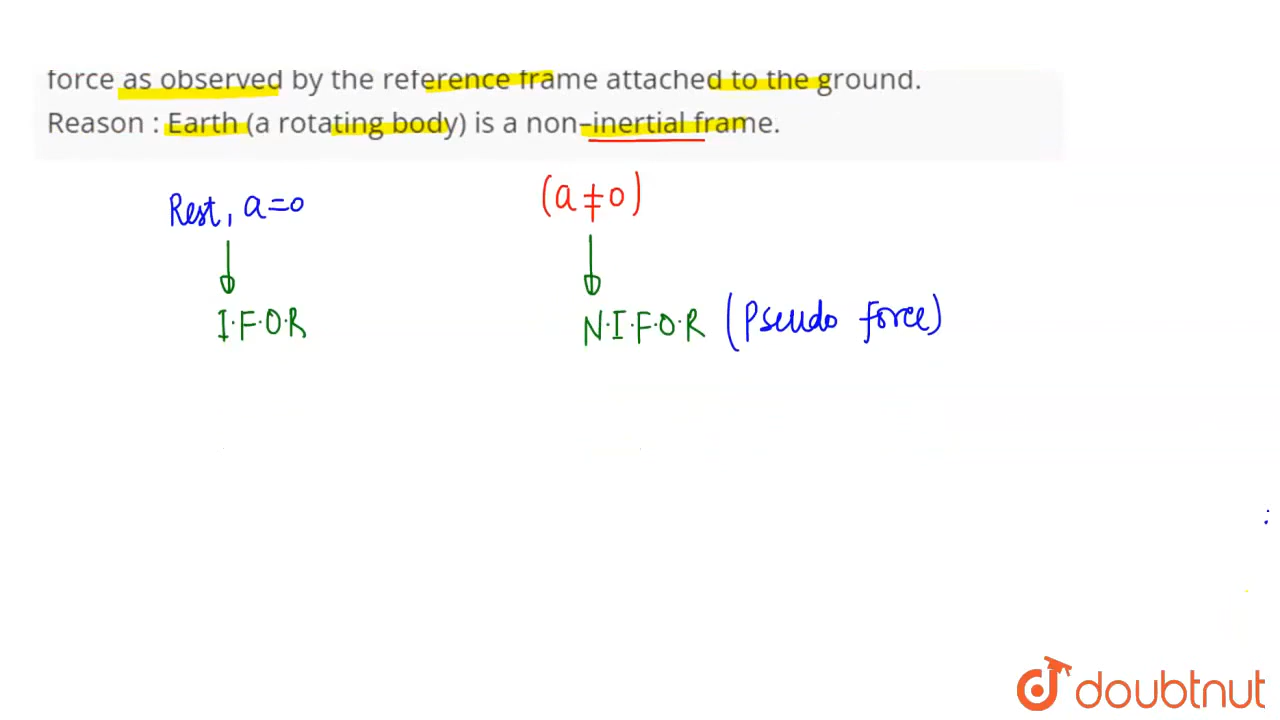 force as observed by the reference frame attached to the ground.
Reason : Earth (a rotating body) is a non–inertial frame.
Rest, a=0
(a≠0)
I.F.O.R
N.I.F.O.R (Pseudo force)
doubtnut